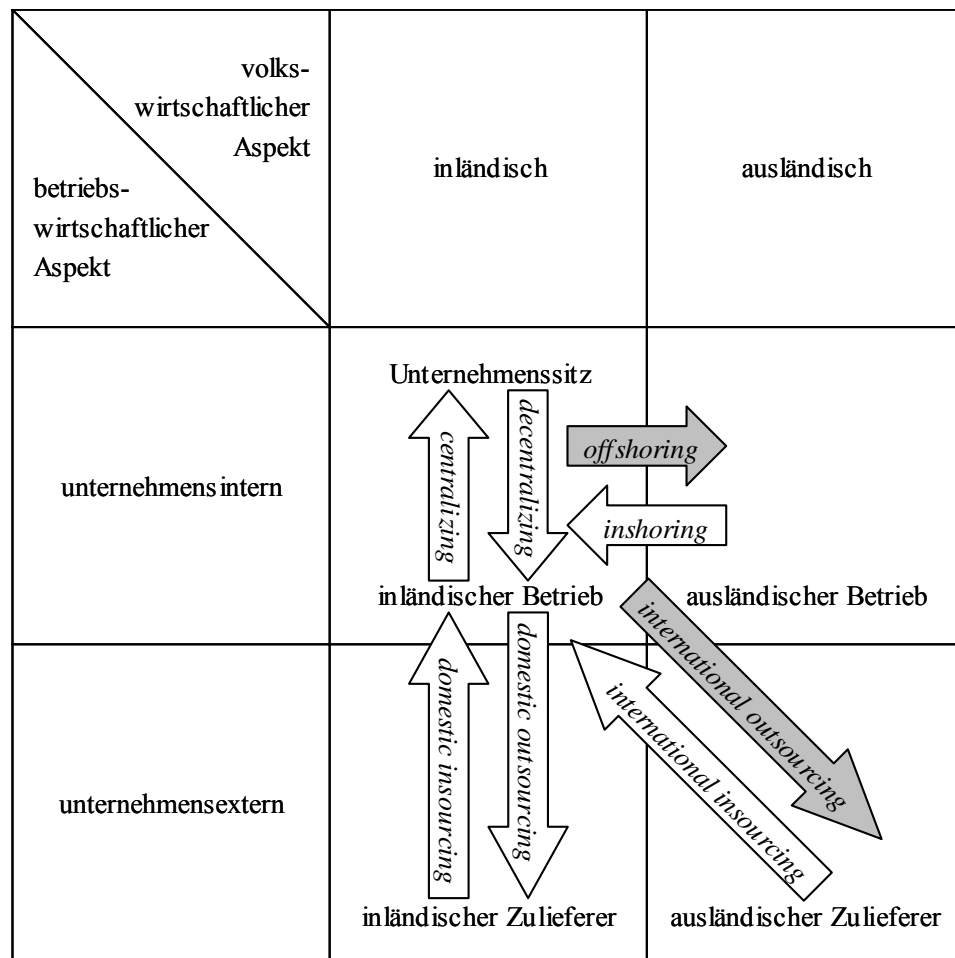 volks-
wirtschaftlicher
Aspekt
betriebs-
wirtschaftlicher
Aspekt
inländisch
ausländisch
unternehmensintern
Unternehmenssitz
centralizing
decentralizing
offshoring
inshoring
inländischer Betrieb
ausländischer Betrieb
unternehmensextern
domestic insourcing
domestic outsourcing
international outsourcing
international insourcing
inländischer Zulieferer
ausländischer Zulieferer